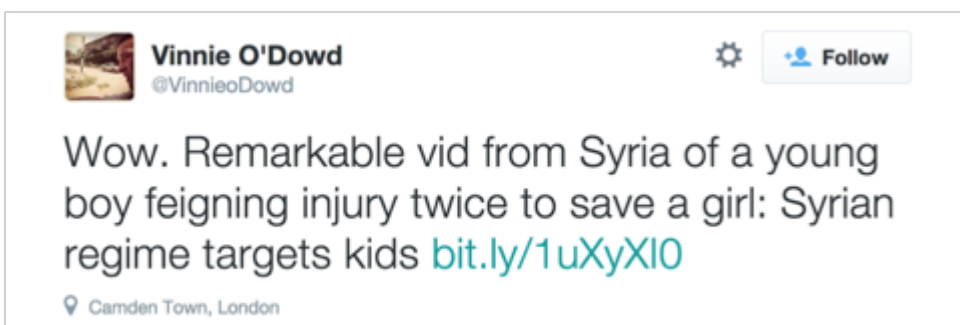 Vinnie O'Dowd
@VinnieoDowd
Follow
Wow. Remarkable vid from Syria of a young
boy feigning injury twice to save a girl: Syrian
regime targets kids bit.ly/1uXyXI0
Camden Town, London